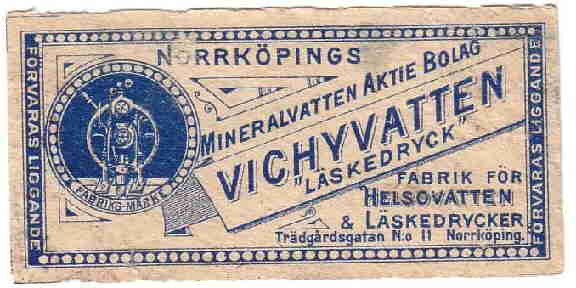 FÖRVARAS LIGGANDE
NORRKÖPINGS
MINERALVATTEN AKTIE BOLAG
VICHYVATTEN
"LÄSKEDRYCK"
FABRIKS-MÄRKE
FABRIK FÖR
HELSOVATTEN
& LÄSKEDRYCKER
Trädgårdsgatan N:o 11 Norrköping.
FÖRVARAS LIGGANDE